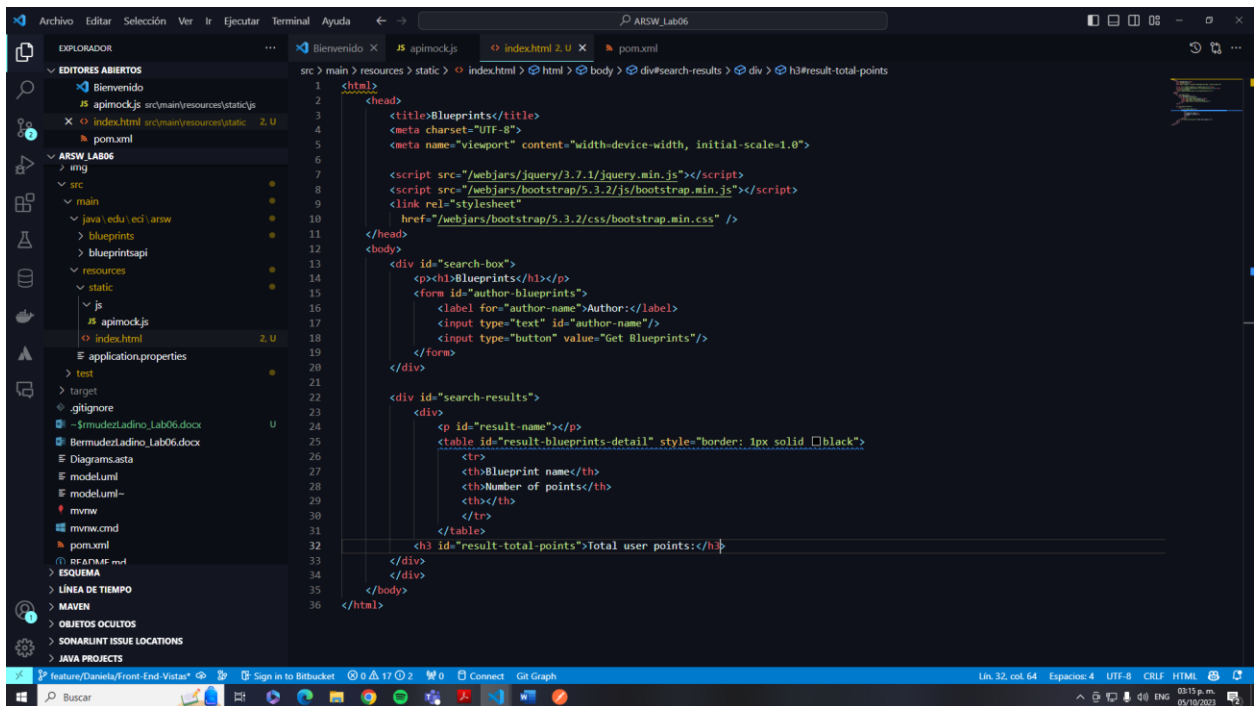 Archivo Editar Selección Ver Ir Ejecutar Terminal Ayuda ARSW_Lab06
EXPLORADOR
EDITORES ABIERTOS
Bienvenido
JS apimock.js src\main\resources\static\js
index.html src\main\resources\static 2, U
pom.xml
ARSW_LAB06
img
src
main
java \ edu \ eci \ arsw
blueprints
blueprintsapi
resources
static
js
JS apimock.js
index.html 2, U
application.properties
test
target
.gitignore
~$rmudezLadino_Lab06.docx U
BermudezLadino_Lab06.docx
Diagrams.asta
model.uml
model.uml~
mvnw
mvnw.cmd
pom.xml
README.md
ESQUEMA
LÍNEA DE TIEMPO
MAVEN
OBJETOS OCULTOS
SONARLINT ISSUE LOCATIONS
JAVA PROJECTS
Bienvenido JS apimock.js index.html 2, U pom.xml
src > main > resources > static > index.html > html > body > div#search-results > div > h3#result-total-points
1 <html>
2 <head>
3 <title>Blueprints</title>
4 <meta charset="UTF-8">
5 <meta name="viewport" content="width=device-width, initial-scale=1.0">
6
7 <script src="/webjars/jquery/3.7.1/jquery.min.js"></script>
8 <script src="/webjars/bootstrap/5.3.2/js/bootstrap.min.js"></script>
9 <link rel="stylesheet"
10 href="/webjars/bootstrap/5.3.2/css/bootstrap.min.css" />
11 </head>
12 <body>
13 <div id="search-box">
14 <p><h1>Blueprints</h1></p>
15 <form id="author-blueprints">
16 <label for="author-name">Author:</label>
17 <input type="text" id="author-name"/>
18 <input type="button" value="Get Blueprints"/>
19 </form>
20 </div>
21
22 <div id="search-results">
23 <div>
24 <p id="result-name"></p>
25 <table id="result-blueprints-detail" style="border: 1px solid black">
26 <tr>
27 <th>Blueprint name</th>
28 <th>Number of points</th>
29 <th></th>
30 </tr>
31 </table>
32 <h3 id="result-total-points">Total user points:</h3>
33 </div>
34 </div>
35 </body>
36 </html>
feature/Daniela/Front-End-Vistas* Sign in to Bitbucket 0 17 2 0 Connect Git Graph Lín. 32, col. 64 Espacios: 4 UTF-8 CRLF HTML
Buscar ENG 03:15 p. m.
05/10/2023